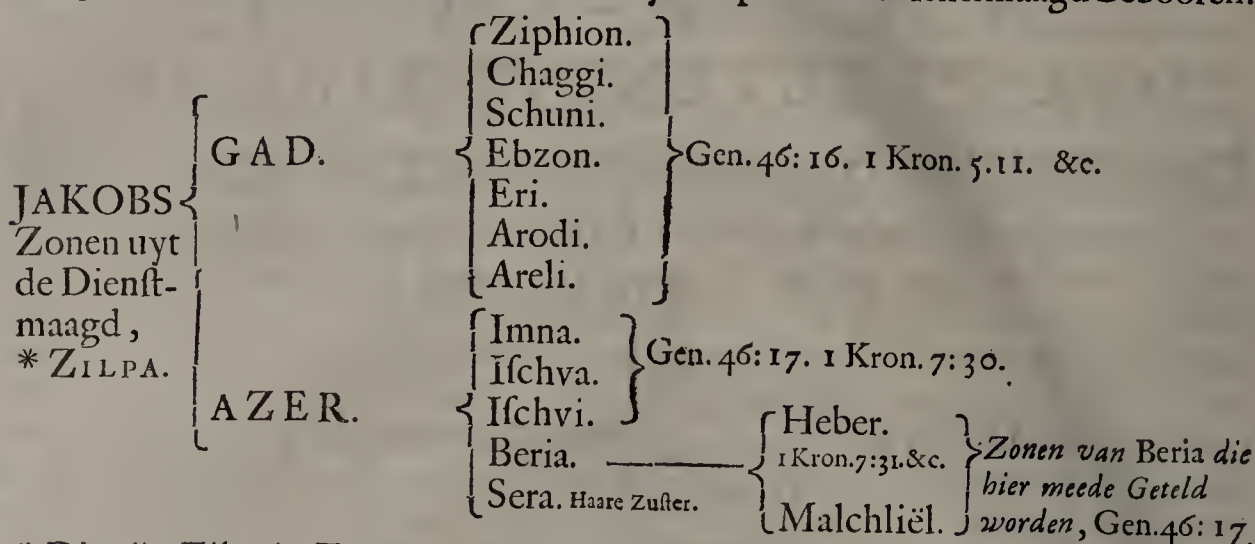 Ziphion.
Chaggi.
Schuni.
GAD.
Ebzon.
Gen. 46: 16. 1 Kron. 5.11. &c.
Eri.
Arodi.
Areli.
JAKOBS
Zonen uyt
de Dienſt-
maagd,
* ZILPA.
Imna.
Iſchva.
Gen. 46: 17. 1 Kron. 7: 30.
AZER.
Iſchvi.
Beria.
Heber.
1 Kron. 7:31. &c.
Malchliël.
Zonen van Beria die
hier meede Geteld
worden, Gen. 46: 17.
Sera. Haare Zuſter.